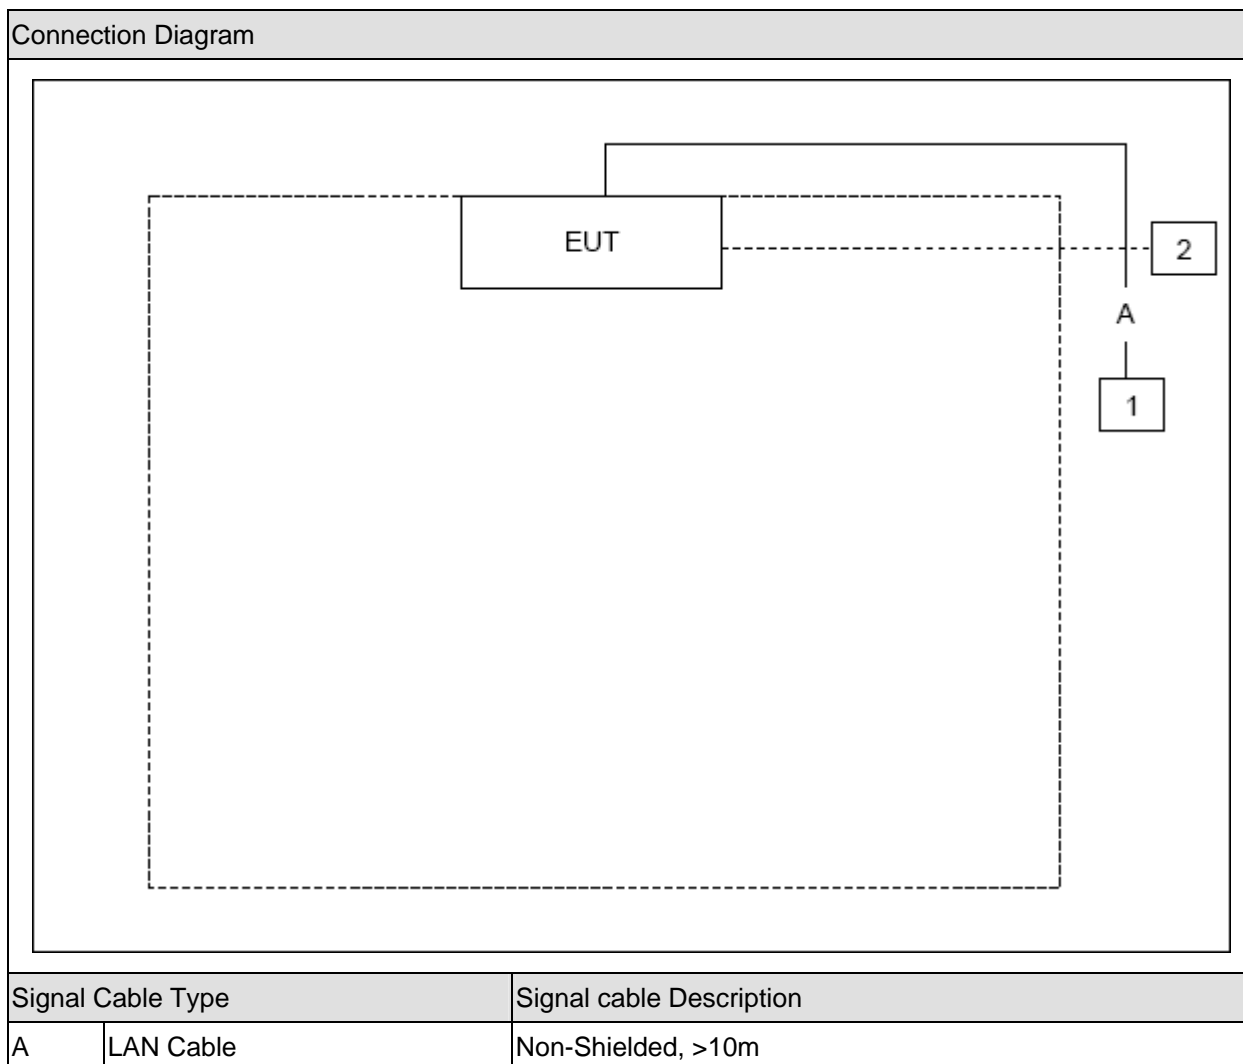 Connection Diagram
EUT
2
A
1
Signal Cable Type Signal cable Description
A LAN Cable Non-Shielded, >10m